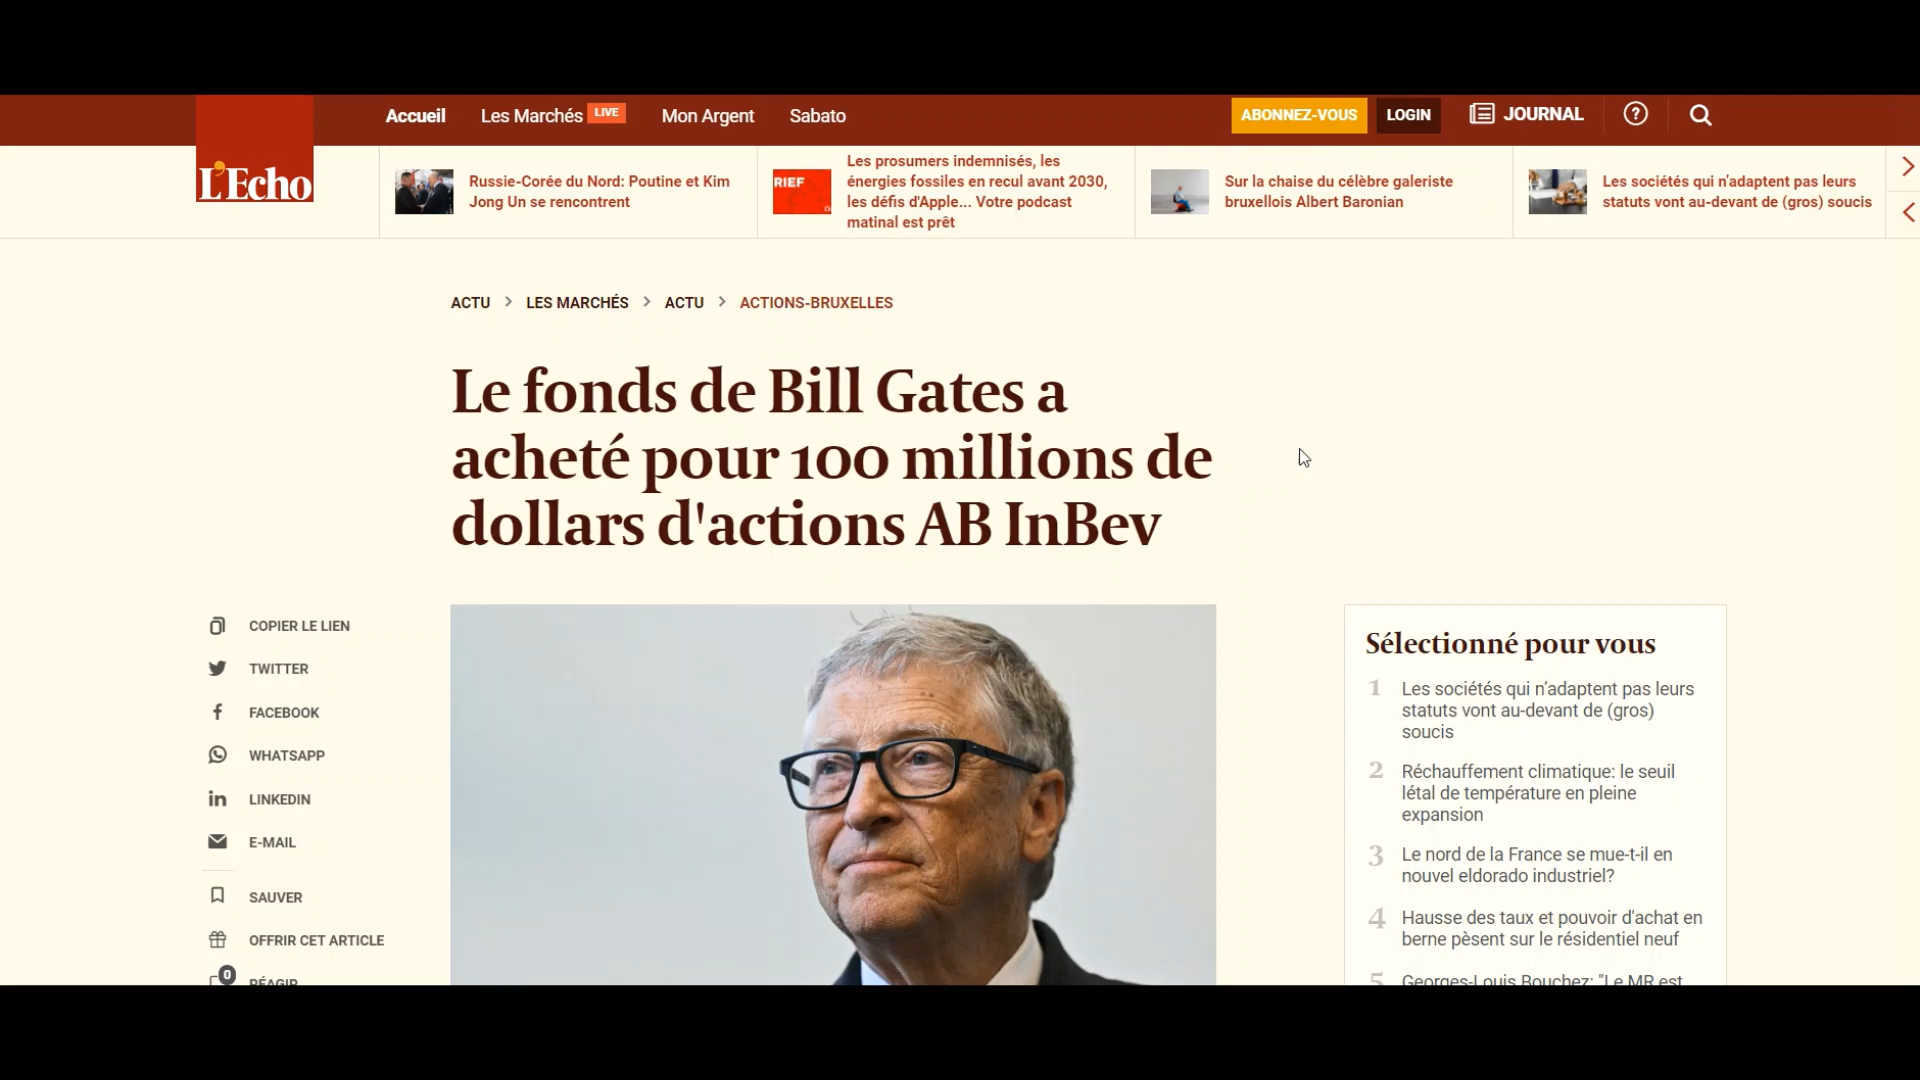 Accueil
Les Marchés LIVE
Mon Argent
Sabato
ABONNEZ-VOUS
LOGIN
JOURNAL
?
L'Echo
Russie-Corée du Nord: Poutine et Kim
Jong Un se rencontrent
RIEF
Les prosumers indemnisés, les
énergies fossiles en recul avant 2030,
les défis d'Apple... Votre podcast
matinal est prêt
Sur la chaise du célèbre galeriste
bruxellois Albert Baronian
Les sociétés qui n’adaptent pas leurs
statuts vont au-devant de (gros) soucis
ACTU > LES MARCHÉS > ACTU > ACTIONS-BRUXELLES
Le fonds de Bill Gates a
acheté pour 100 millions de
dollars d'actions AB InBev
COPIER LE LIEN
TWITTER
FACEBOOK
WHATSAPP
LINKEDIN
E-MAIL
SAUVER
OFFRIR CET ARTICLE
0
RÉAGIR
Sélectionné pour vous
1 Les sociétés qui n’adaptent pas leurs
statuts vont au-devant de (gros)
soucis
2 Réchauffement climatique: le seuil
létal de température en pleine
expansion
3 Le nord de la France se mue-t-il en
nouvel eldorado industriel?
4 Hausse des taux et pouvoir d'achat en
berne pèsent sur le résidentiel neuf
5 Georges-Louis Bouchez: "Le MR est